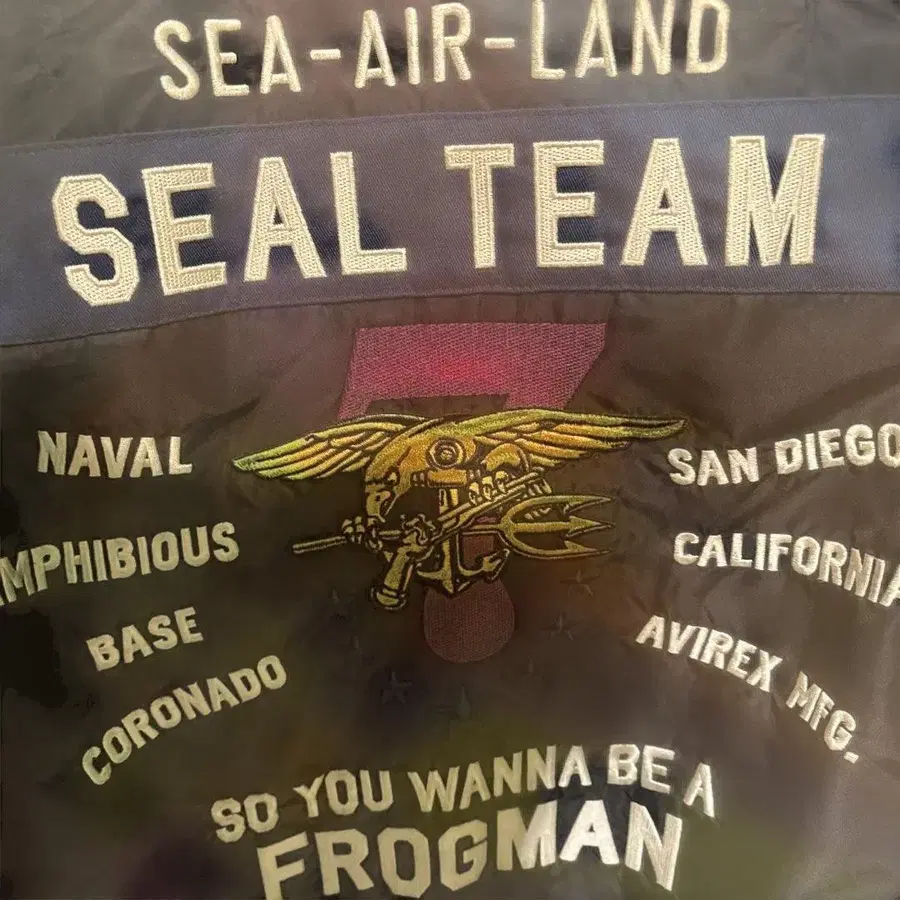 SEA-AIR-LAND
SEAL TEAM
7
NAVAL
MPHIBIOUS
BASE
CORONADO
SAN DIEGO
CALIFORNIA
AVIREX MFG.
SO YOU WANNA BE A
FROGMAN